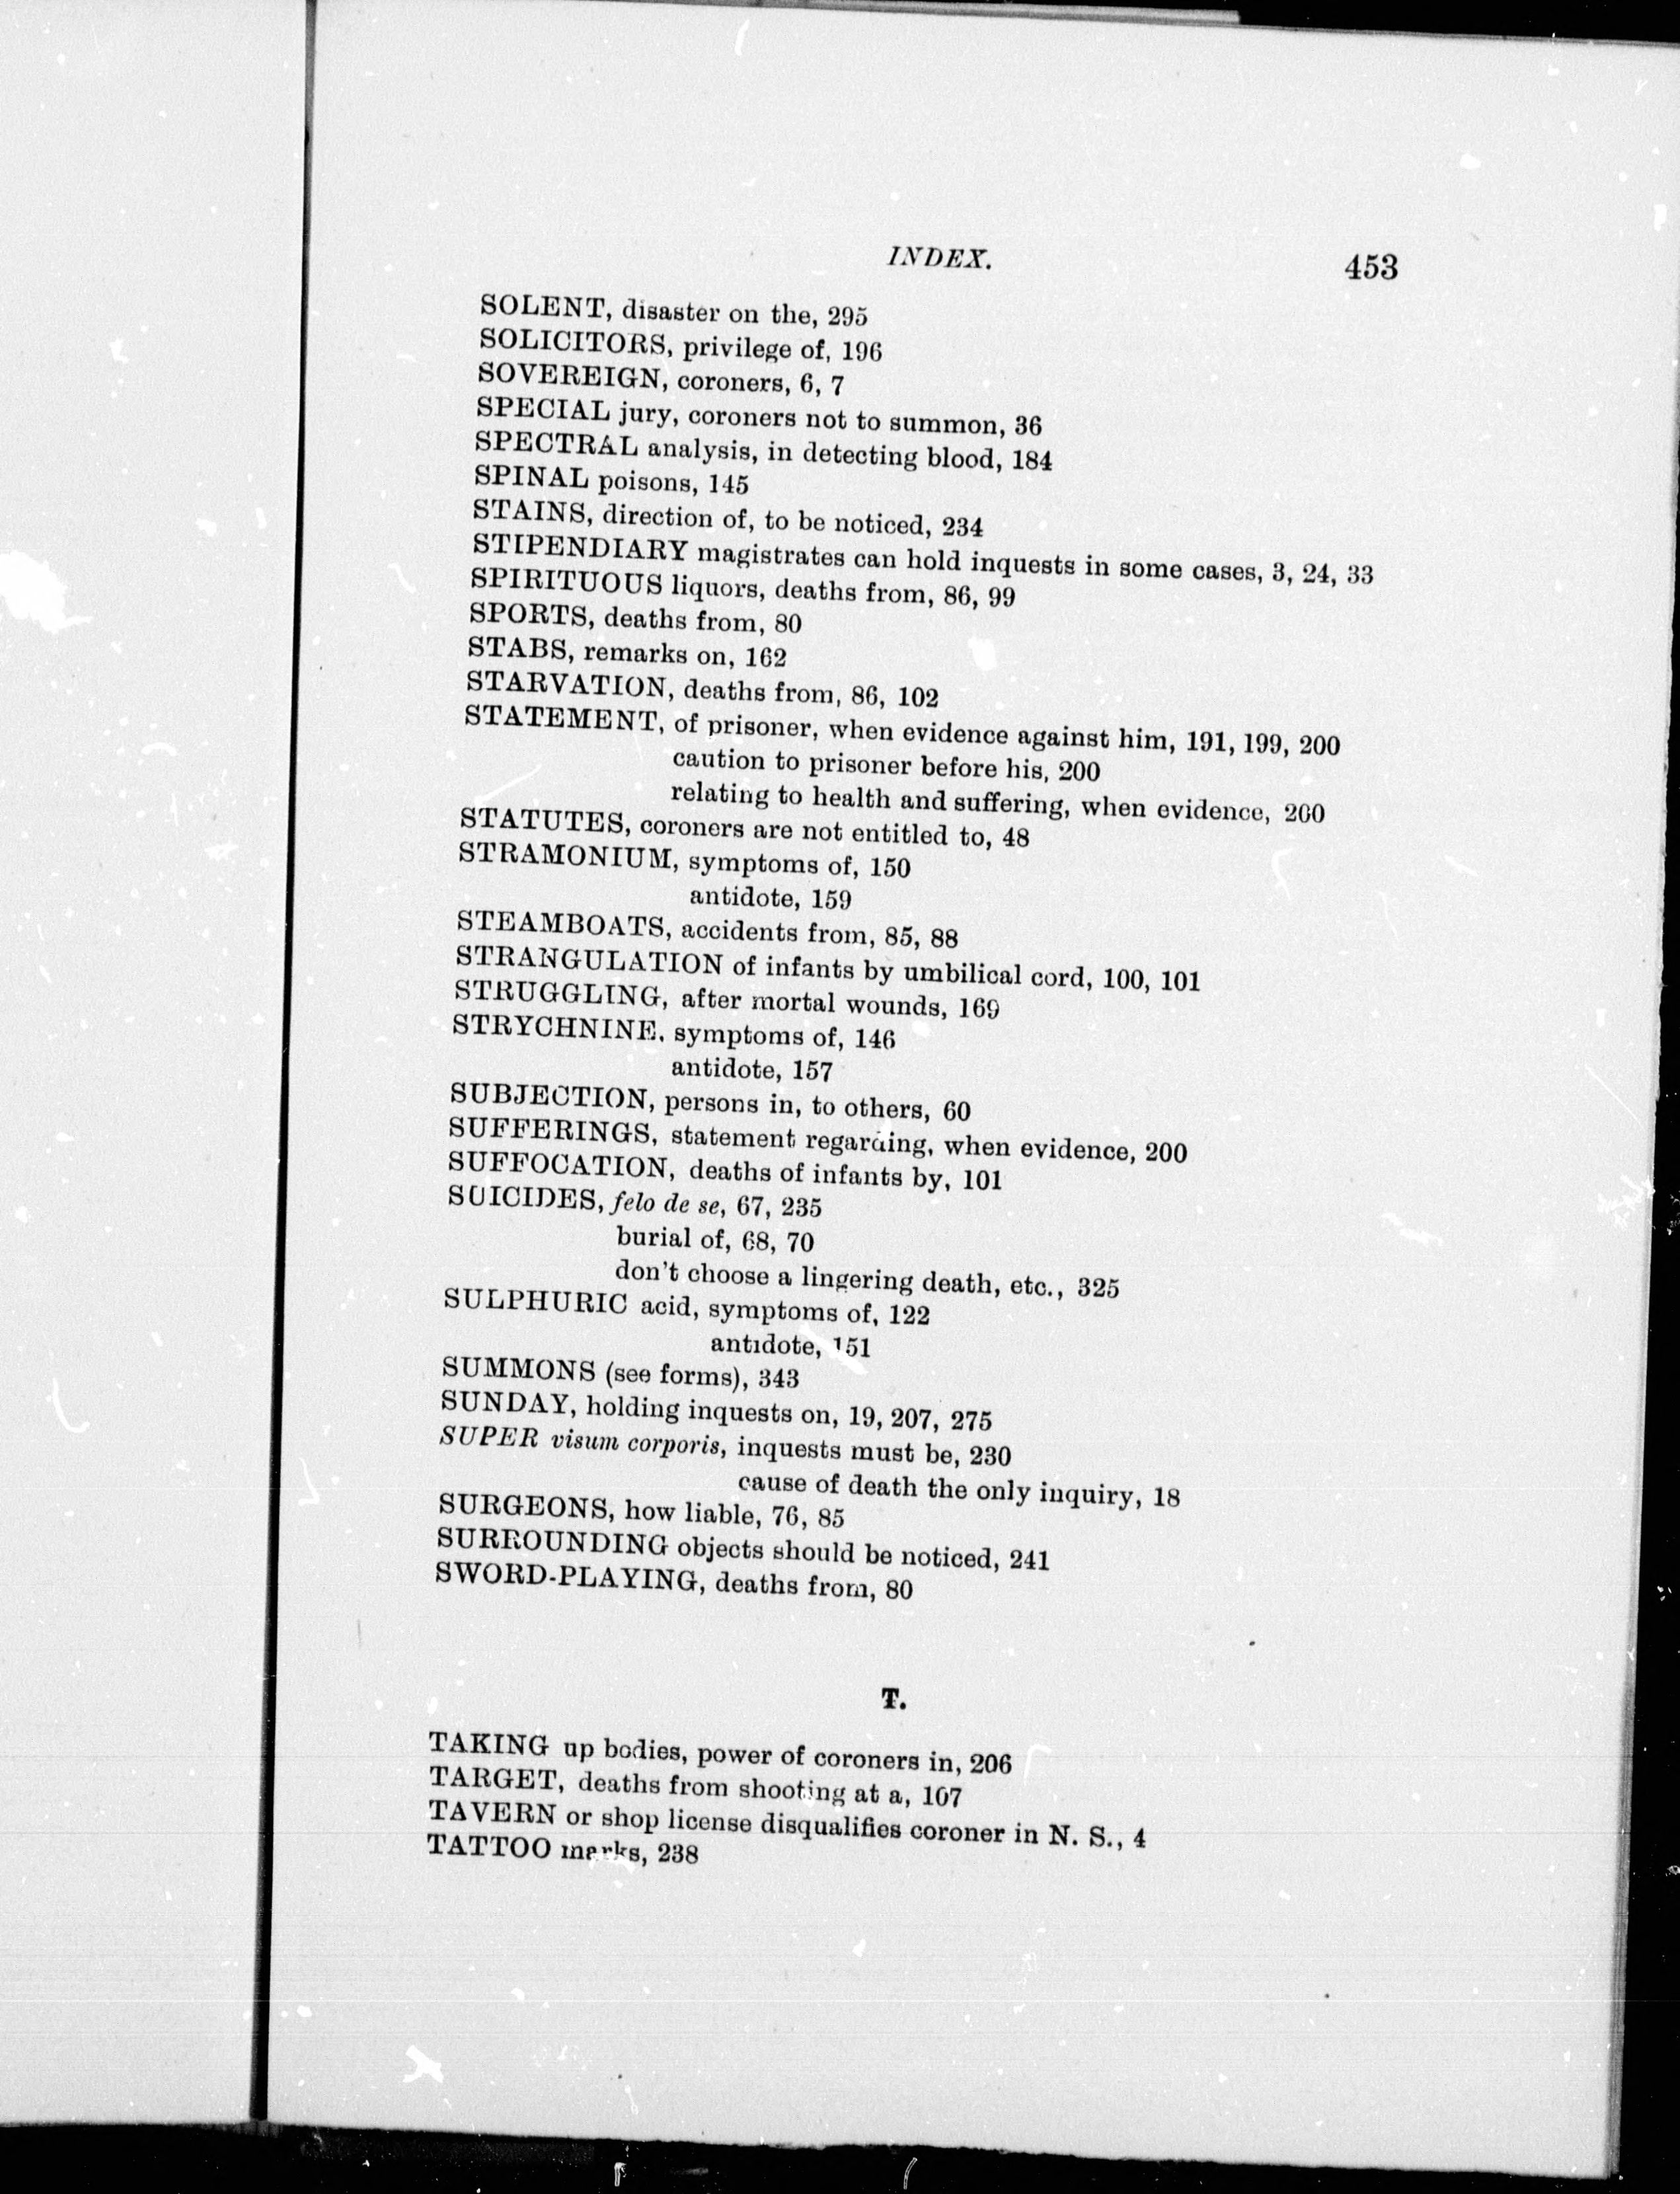 INDEX. 453
SOLENT, disaster on the, 295
SOLICITORS, privilege of, 196
SOVEREIGN, coroners, 6, 7
SPECIAL jury, coroners not to summon, 36
SPECTRAL analysis, in detecting blood, 184
SPINAL poisons, 145
STAINS, direction of, to be noticed, 234
STIPENDIARY magistrates can hold inquests in some cases, 3, 24, 33
SPIRITUOUS liquors, deaths from, 86, 99
SPORTS, deaths from, 80
STABS, remarks on, 162
STARVATION, deaths from, 86, 102
STATEMENT, of prisoner, when evidence against him, 191, 199, 200
caution to prisoner before his, 200
relating to health and suffering, when evidence, 200
STATUTES, coroners are not entitled to, 48
STRAMONIUM, symptoms of, 150
antidote, 159
STEAMBOATS, accidents from, 85, 88
STRANGULATION of infants by umbilical cord, 100, 101
STRUGGLING, after mortal wounds, 169
STRYCHNINE, symptoms of, 146
antidote, 157
SUBJECTION, persons in, to others, 60
SUFFERINGS, statement regarding, when evidence, 200
SUFFOCATION, deaths of infants by, 101
SUICIDES, felo de se, 67, 235
burial of, 68, 70
don't choose a lingering death, etc., 325
SULPHURIC acid, symptoms of, 122
antidote, 151
SUMMONS (see forms), 343
SUNDAY, holding inquests on, 19, 207, 275
SUPER visum corporis, inquests must be, 230
cause of death the only inquiry, 18
SURGEONS, how liable, 76, 85
SURROUNDING objects should be noticed, 241
SWORD-PLAYING, deaths from, 80
T.
TAKING up bodies, power of coroners in, 206
TARGET, deaths from shooting at a, 107
TAVERN or shop license disqualifies coroner in N. S., 4
TATTOO marks, 238